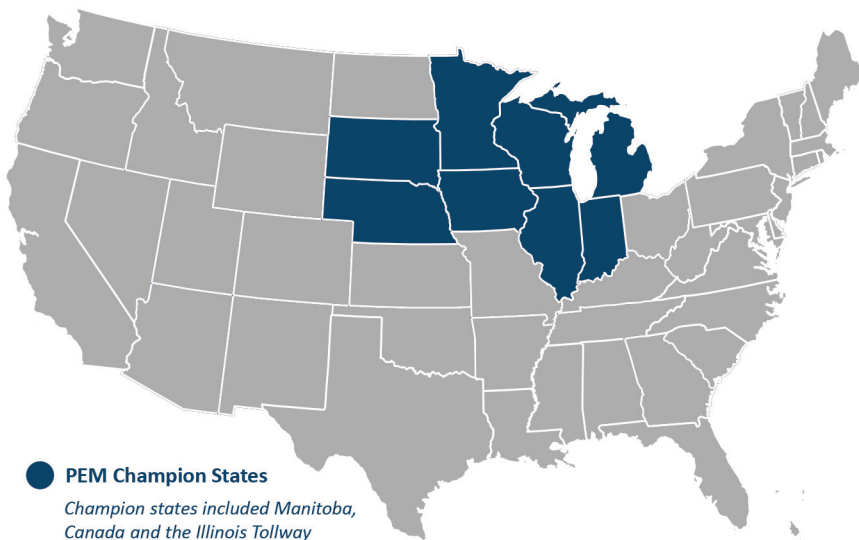 PEM Champion States
Champion states included Manitoba,
Canada and the Illinois Tollway